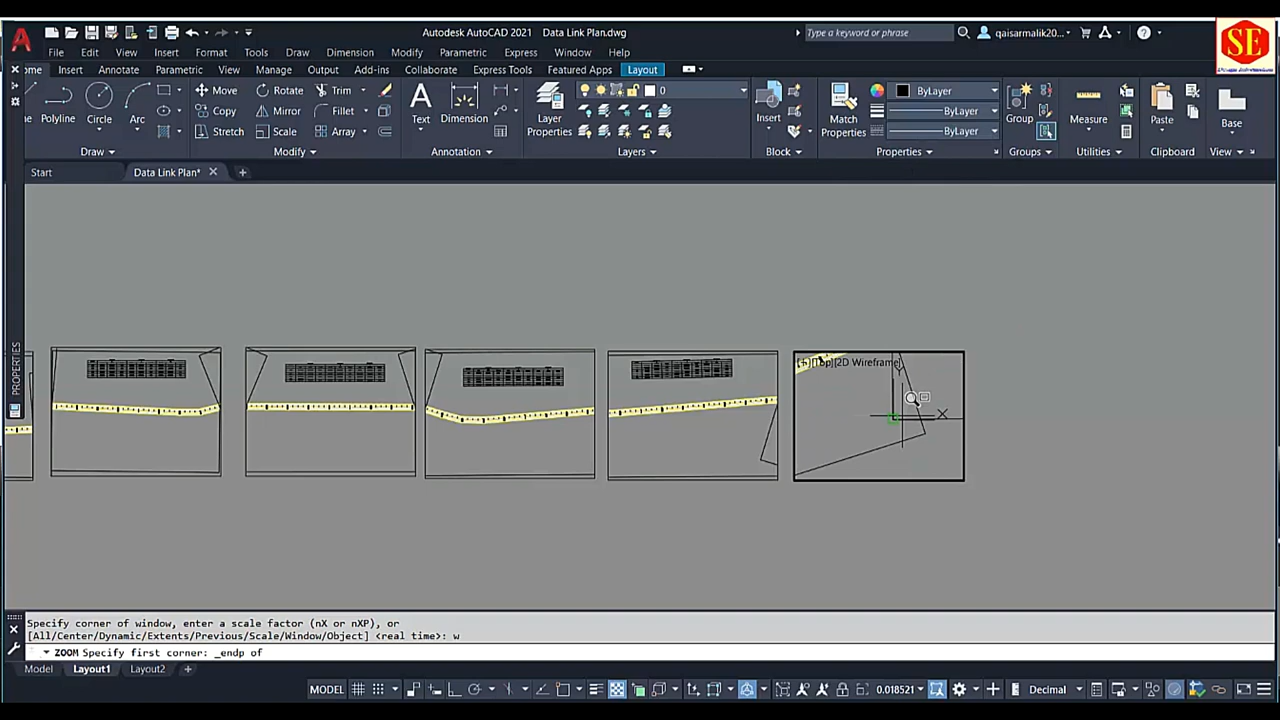 Autodesk AutoCAD 2021 Data Link Plan.dwg
Type a keyword or phrase
qaisarmalik20...
SE
File Edit View Insert Format Tools Draw Dimension Modify Parametric Express Window Help
ome Insert Annotate Parametric View Manage Output Add-ins Collaborate Express Tools Featured Apps Layout
Polyline Circle Arc
Move Rotate Trim
Copy Mirror Fillet
Stretch Scale Array
Text Dimension
Layer Properties
0
Insert
Match Properties
ByLayer
ByLayer
ByLayer
Group Measure Paste Base
Draw Modify Annotation Layers Block Properties Groups Utilities Clipboard View
Start Data Link Plan*
[+][Top][2D Wireframe]
PROPERTIES
Specify corner of window, enter a scale factor (nX or nXP), or
[All/Center/Dynamic/Extents/Previous/Scale/Window/Object] <real time>: w
ZOOM Specify first corner: _endp of
Model Layout1 Layout2
MODEL 0.018521 Decimal